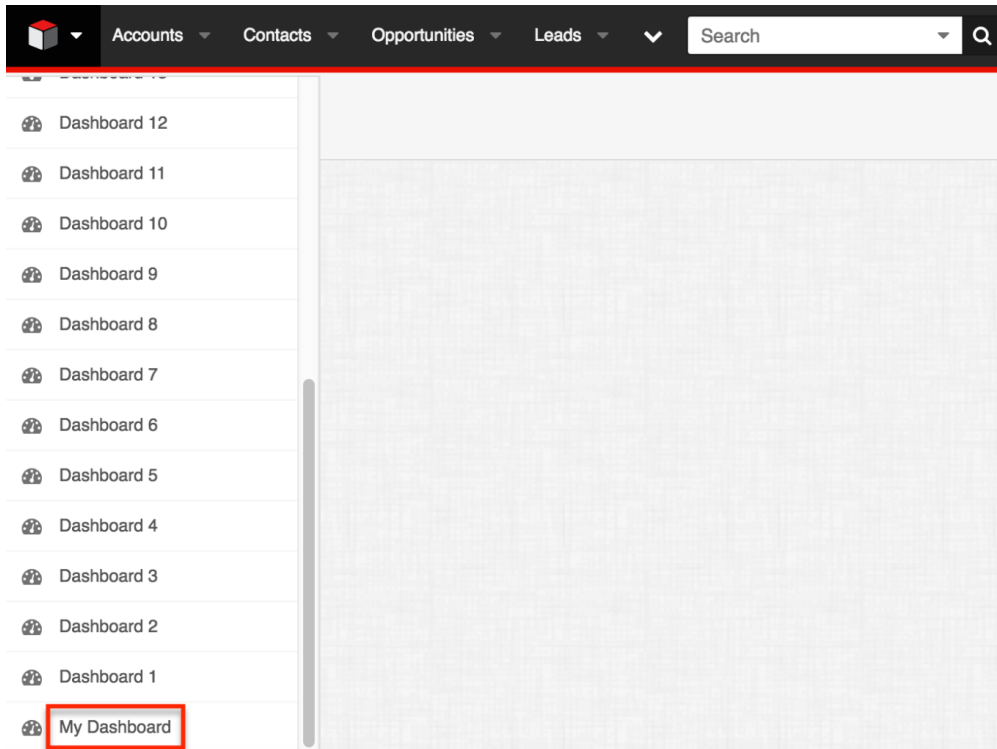 Accounts Contacts Opportunities Leads Search
Dashboard 12
Dashboard 11
Dashboard 10
Dashboard 9
Dashboard 8
Dashboard 7
Dashboard 6
Dashboard 5
Dashboard 4
Dashboard 3
Dashboard 2
Dashboard 1
My Dashboard